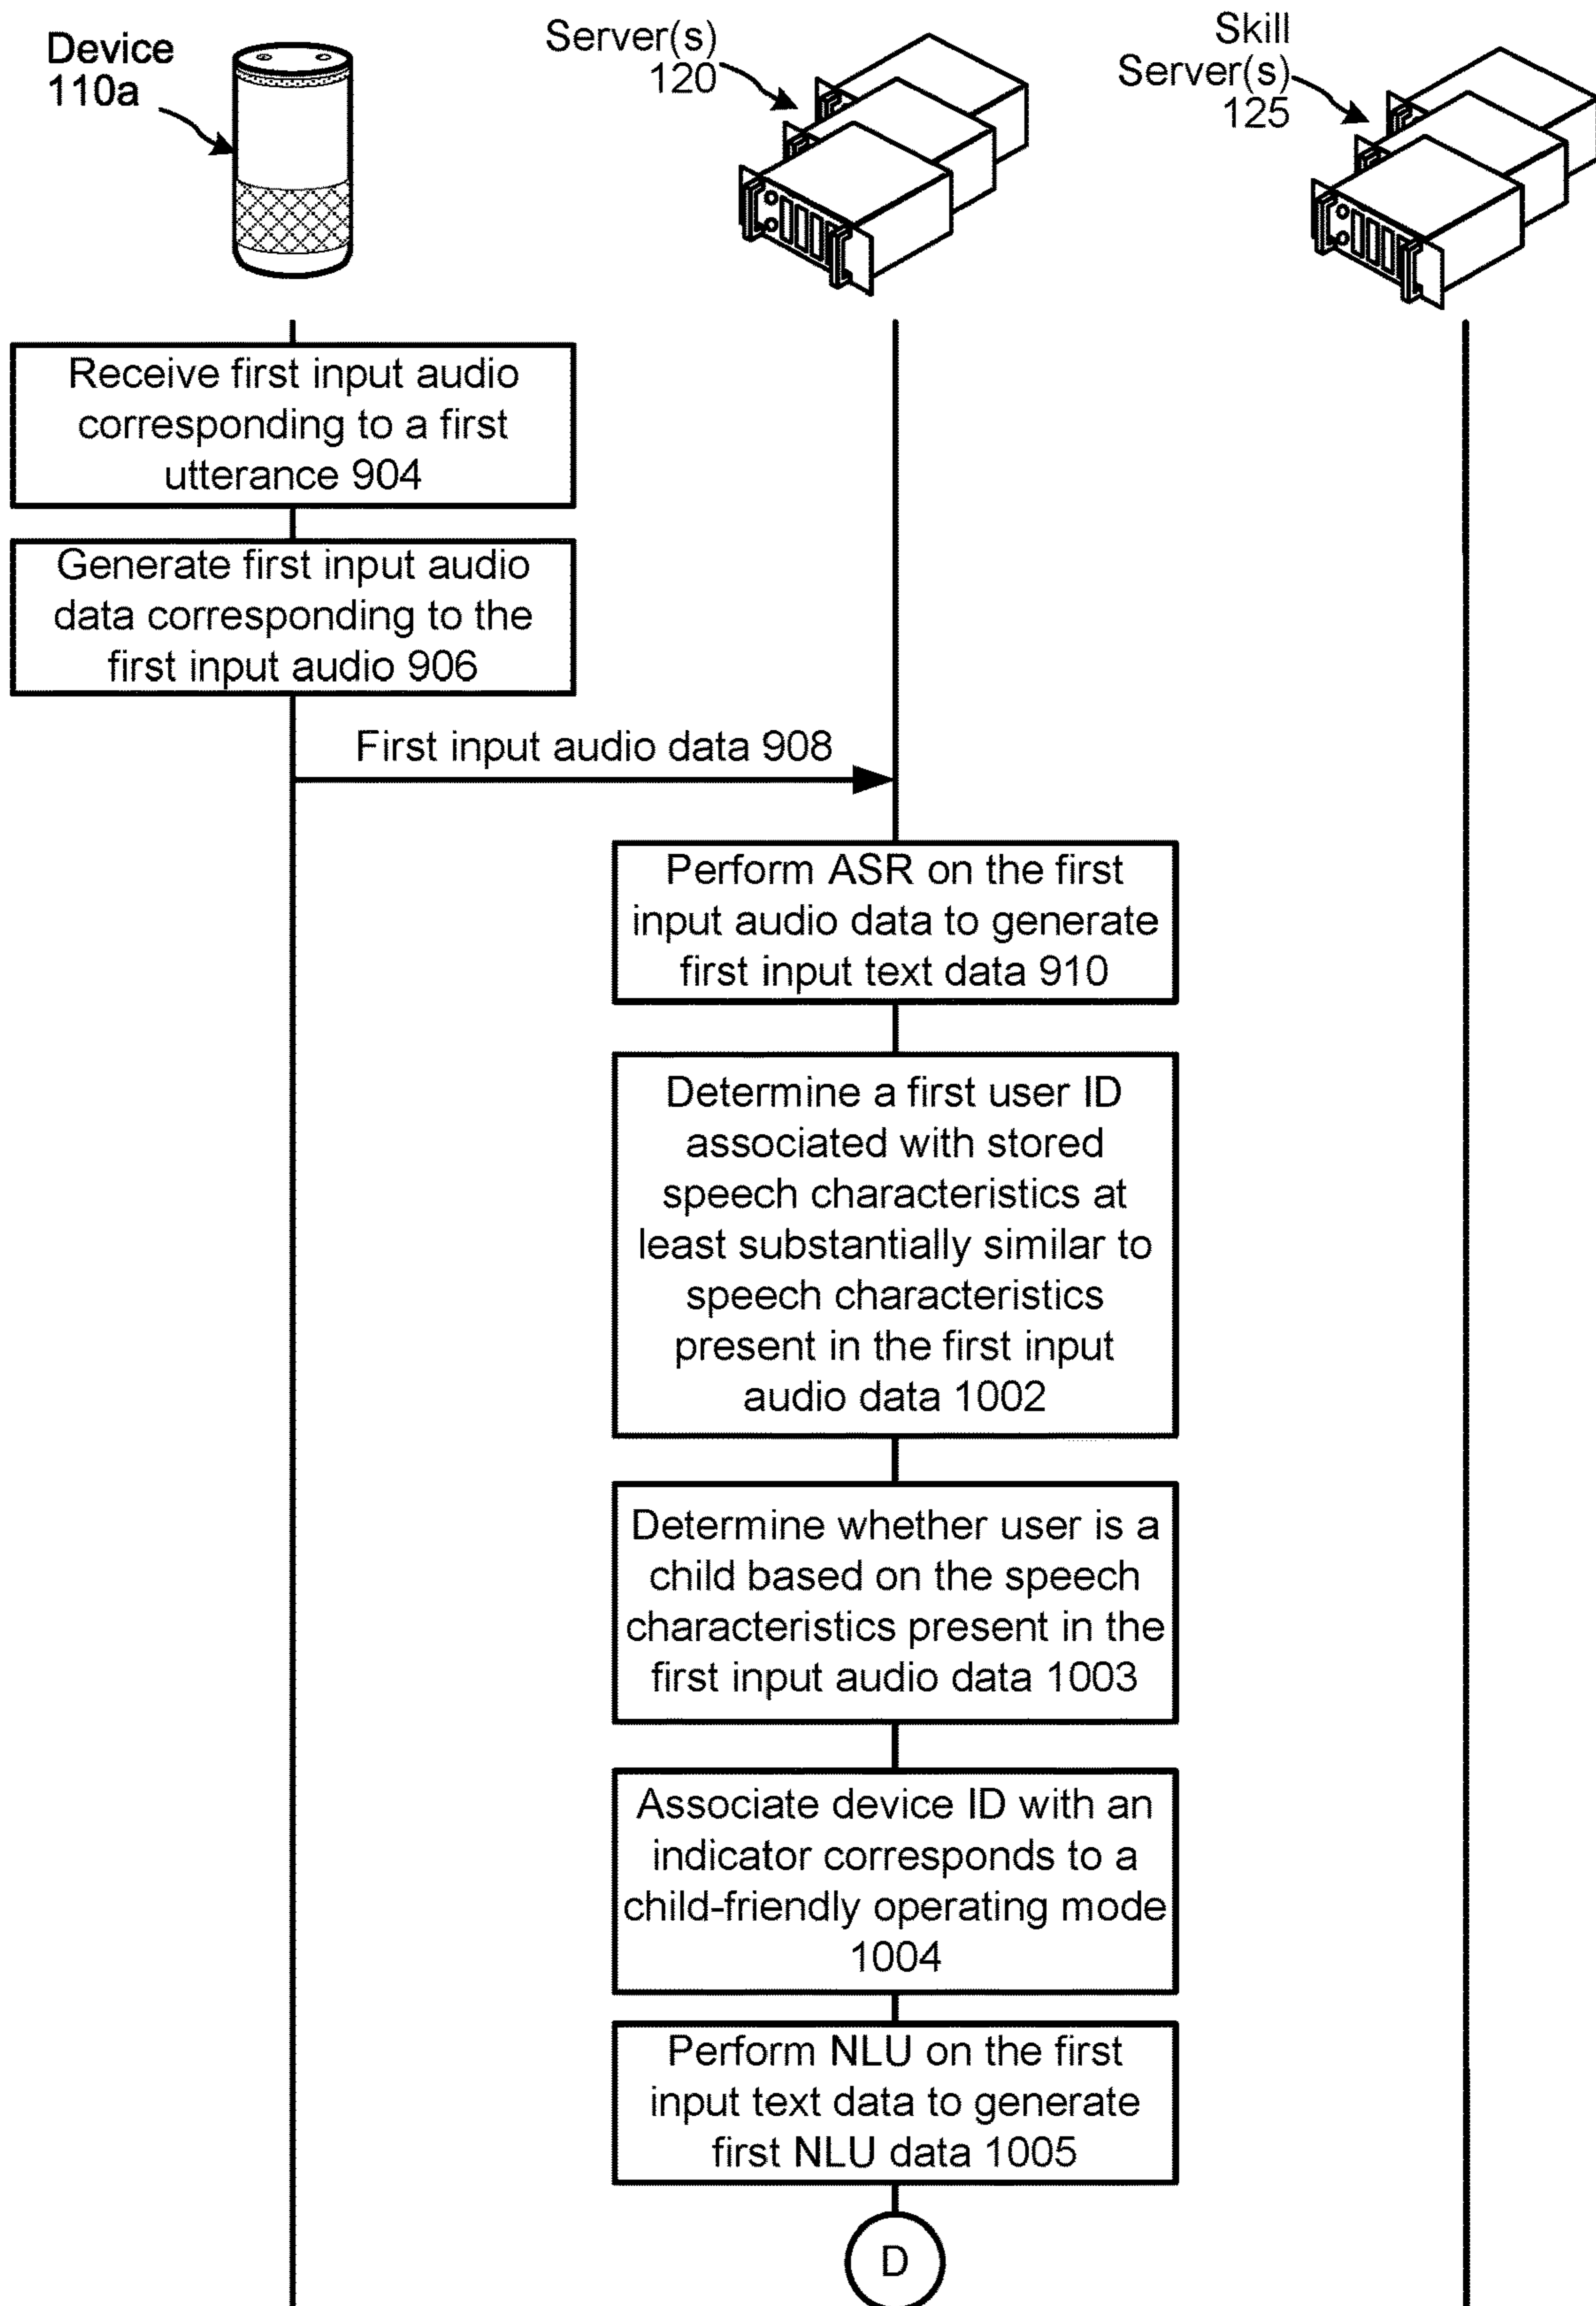 Device
110a
Server(s)
120
Skill
Server(s)
125
Receive first input audio
corresponding to a first
utterance 904
Generate first input audio
data corresponding to the
first input audio 906
First input audio data 908
Perform ASR on the first
input audio data to generate
first input text data 910
Determine a first user ID
associated with stored
speech characteristics at
least substantially similar to
speech characteristics
present in the first input
audio data 1002
Determine whether user is a
child based on the speech
characteristics present in the
first input audio data 1003
Associate device ID with an
indicator corresponds to a
child-friendly operating mode
1004
Perform NLU on the first
input text data to generate
first NLU data 1005
D